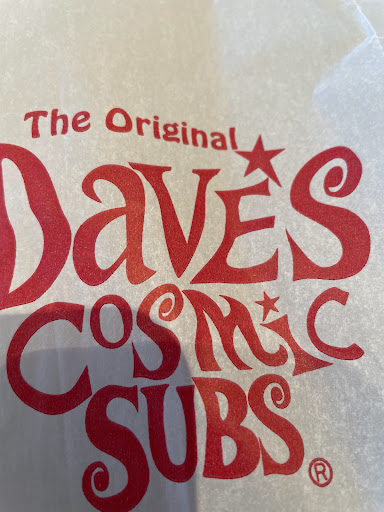 The Original
Dave's
Cosmic
Subs®